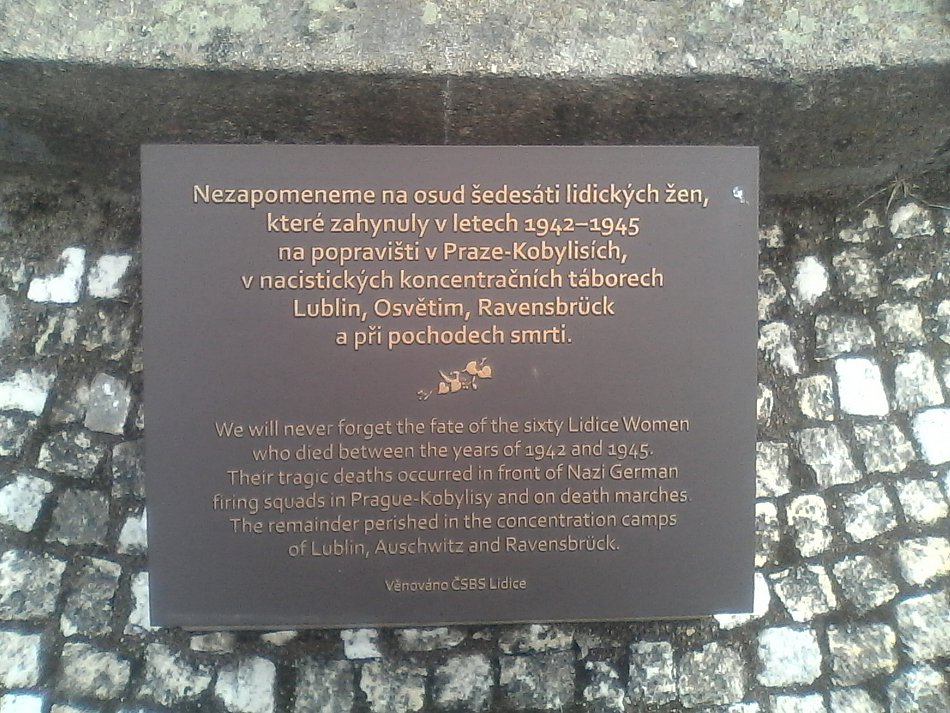 Nezapomeneme na osud šedesáti lidických žen,
které zahynuly v letech 1942–1945
na popravišti v Praze-Kobylisích,
v nacistických koncentračních táborech
Lublin, Osvětim, Ravensbrück
a při pochodech smrti.
We will never forget the fate of the sixty Lidice Women
who died between the years of 1942 and 1945.
Their tragic deaths occurred in front of Nazi German
firing squads in Prague-Kobylisy and on death marches.
The remainder perished in the concentration camps
of Lublin, Auschwitz and Ravensbrück.
Věnováno ČSBS Lidice